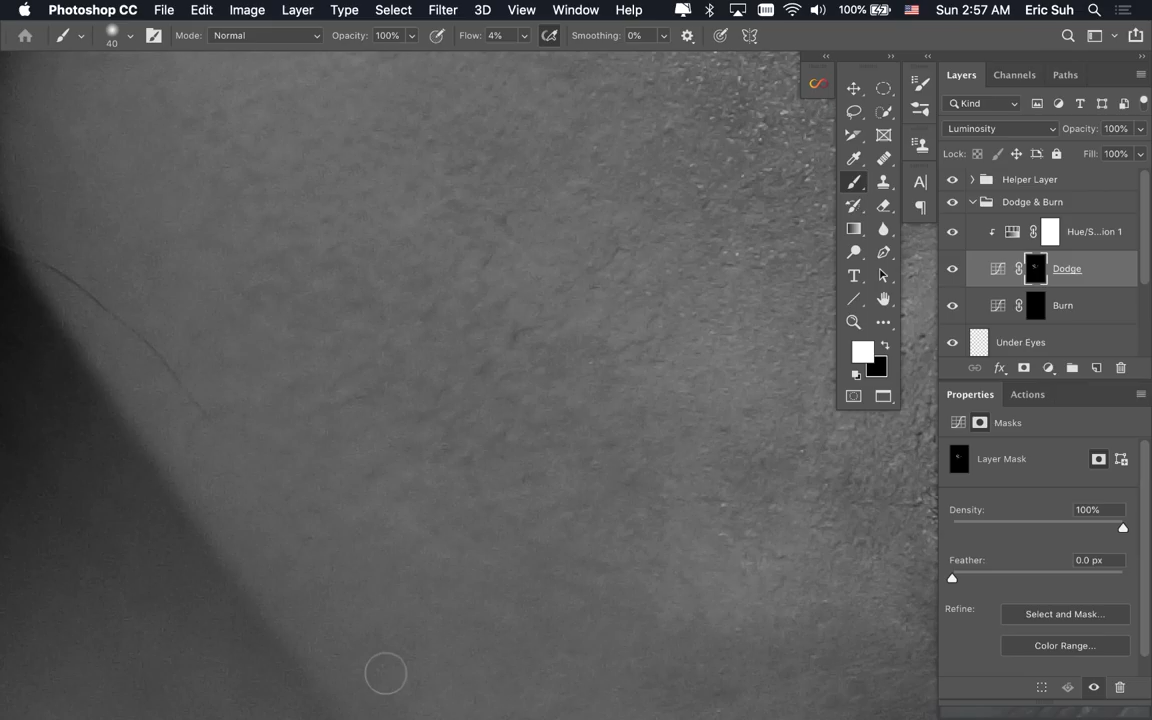 Photoshop CC File Edit Image Layer Type Select Filter 3D View Window Help 100% Sun 2:57 AM Eric Suh
40 Mode: Normal Opacity: 100% Flow: 4% Smoothing: 0%
Layers Channels Paths
Kind
Luminosity Opacity: 100%
Lock: Fill: 100%
Helper Layer
Dodge & Burn
Hue/S...ion 1
Dodge
Burn
Under Eyes
fx
Properties Actions
Masks
Layer Mask
Density: 100%
Feather: 0.0 px
Refine: Select and Mask...
Color Range...